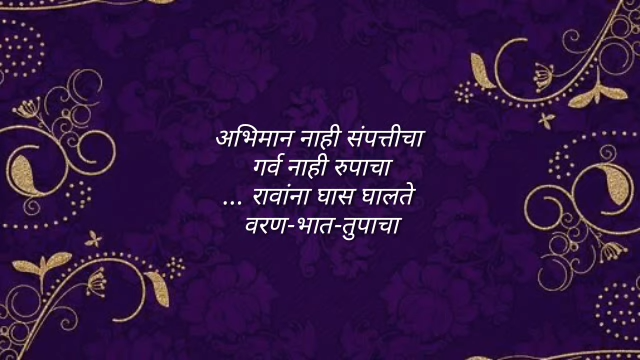 अभिमान नाही संपत्तीचा
गर्व नाही रुपाचा
... रावांना घास घालते
वरण-भात-तुपाचा